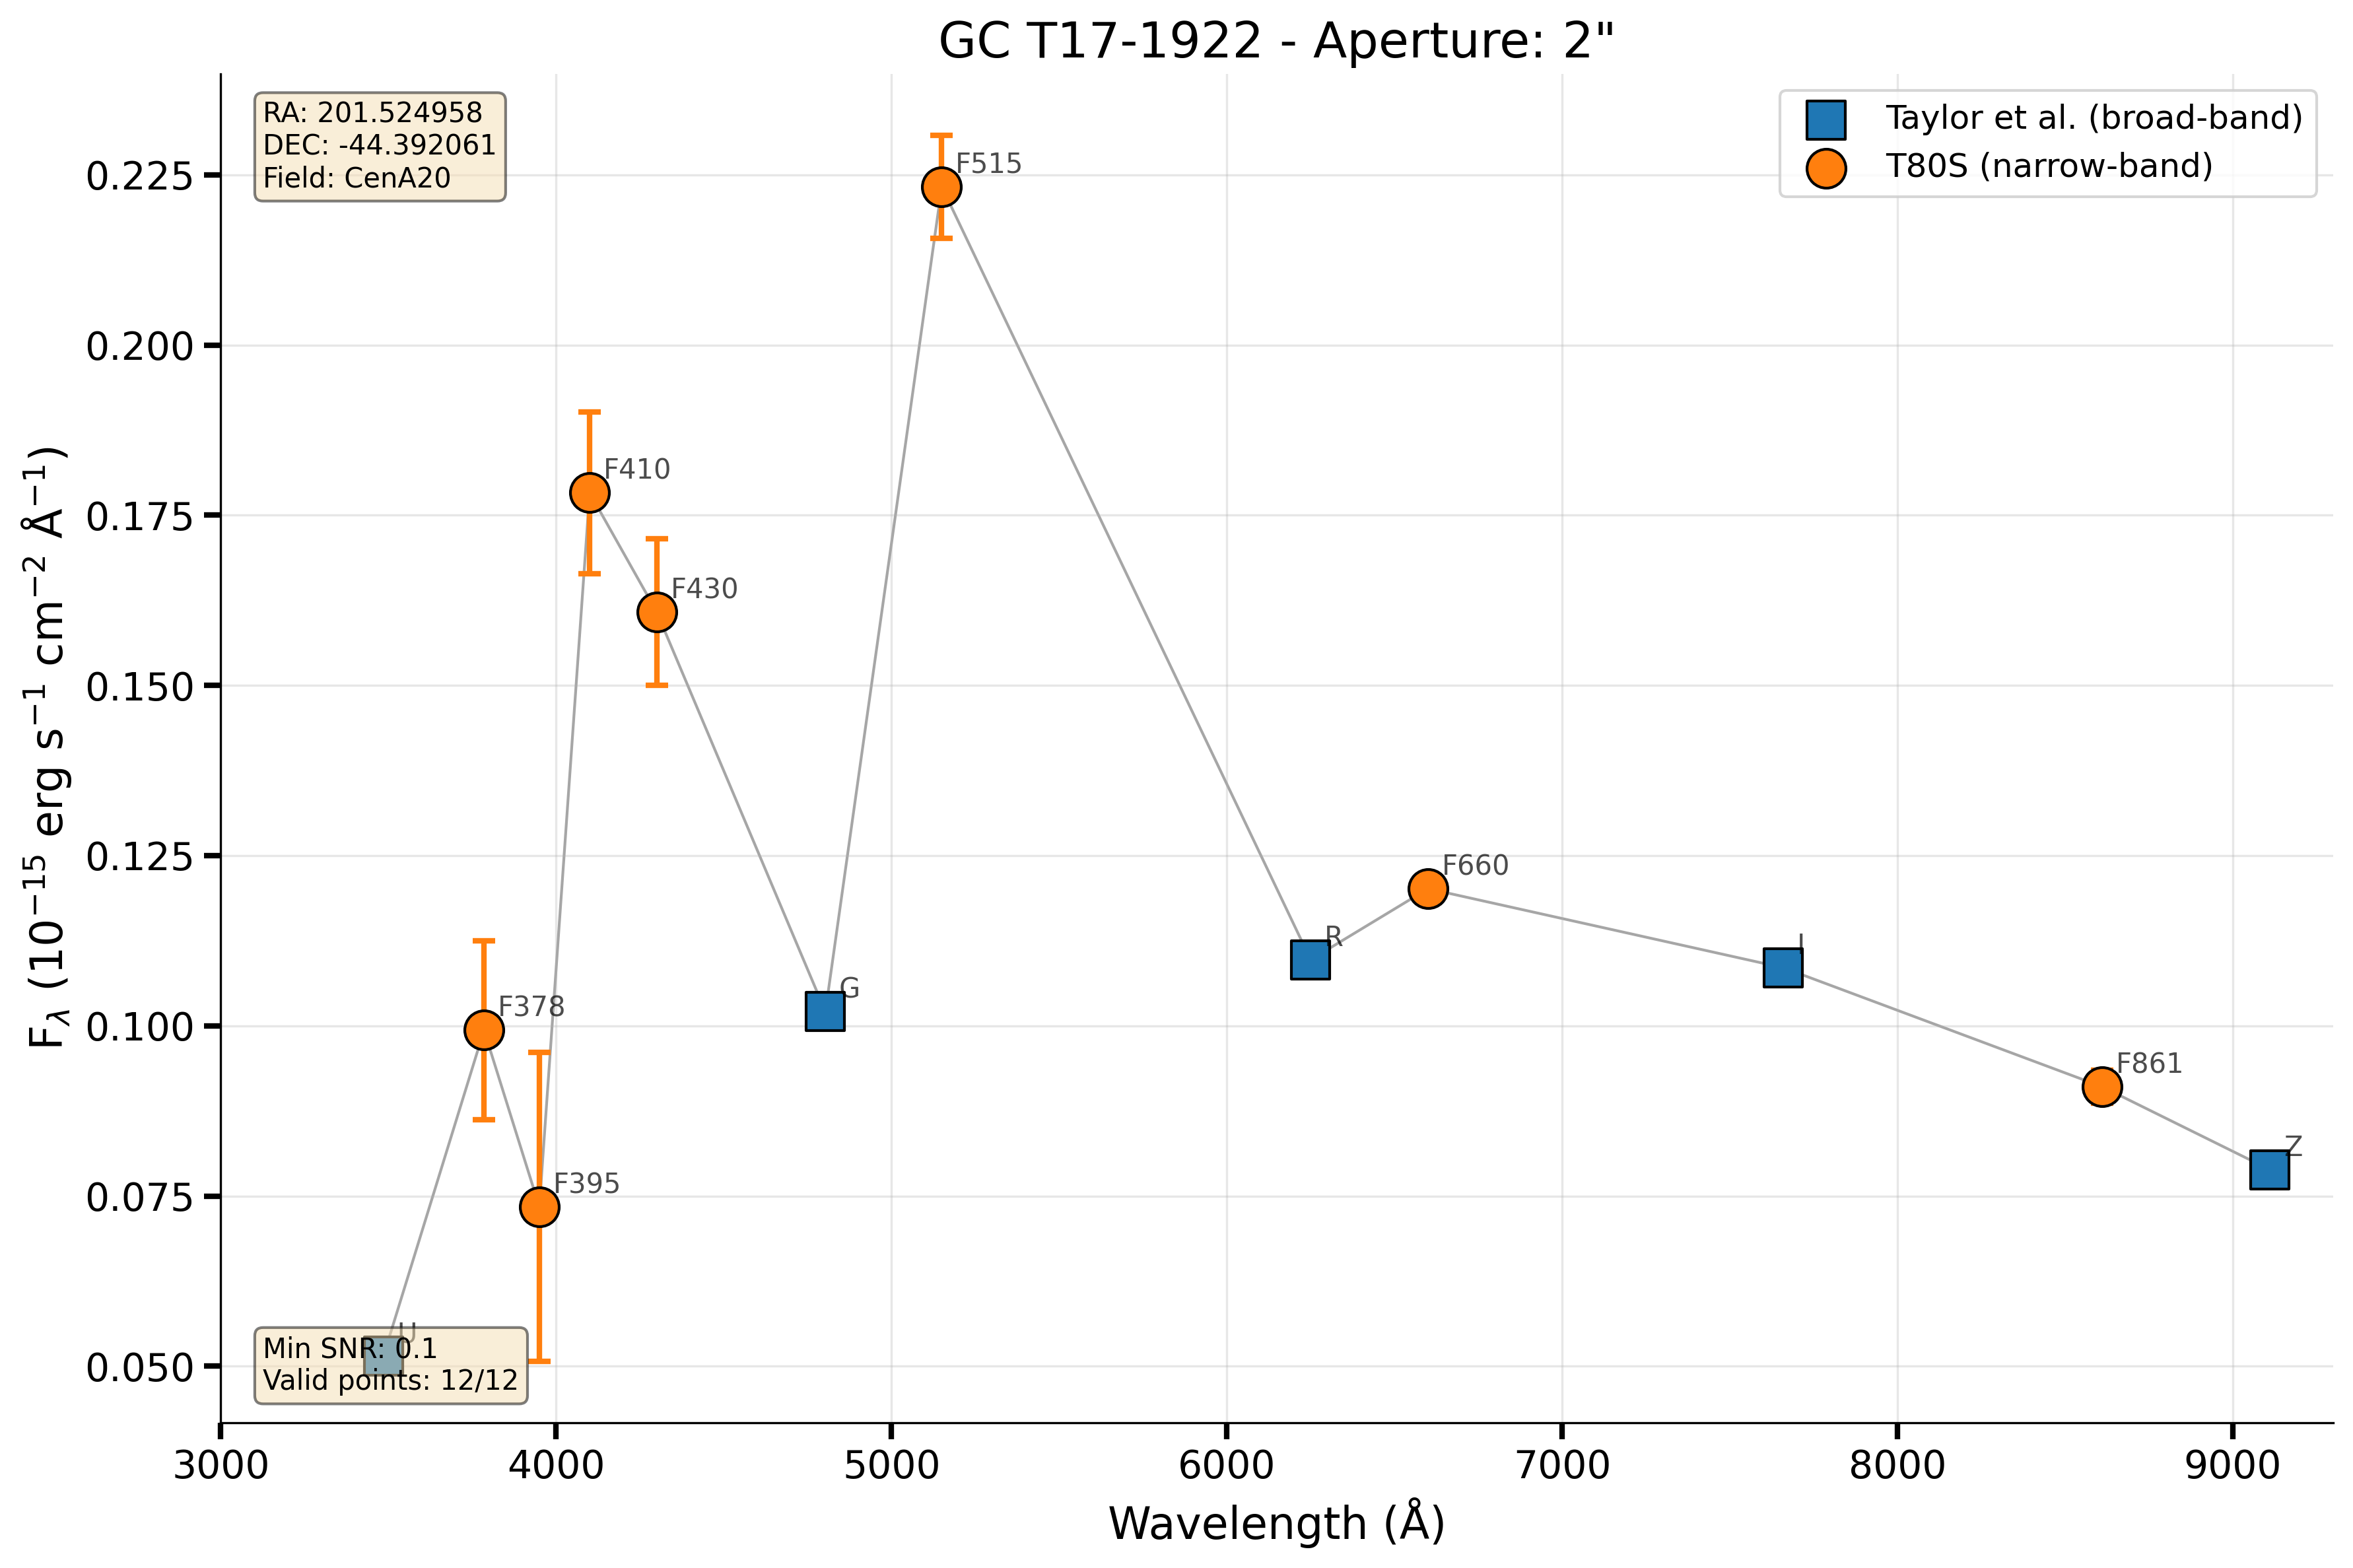 GC T17-1922 - Aperture: 2"
RA: 201.524958
DEC: -44.392061
Field: CenA20
Taylor et al. (broad-band)
T80S (narrow-band)
F515
F410
F430
F378
F395
G
R
F660
I
F861
Z
U
Min SNR: 0.1
Valid points: 12/12
0.225
0.200
0.175
0.150
0.125
0.100
0.075
0.050
F$_λ$ (10$^{−15}$ erg s$^{−1}$ cm$^{−2}$ Å$^{−1}$)
3000 4000 5000 6000 7000 8000 9000
Wavelength (Å)